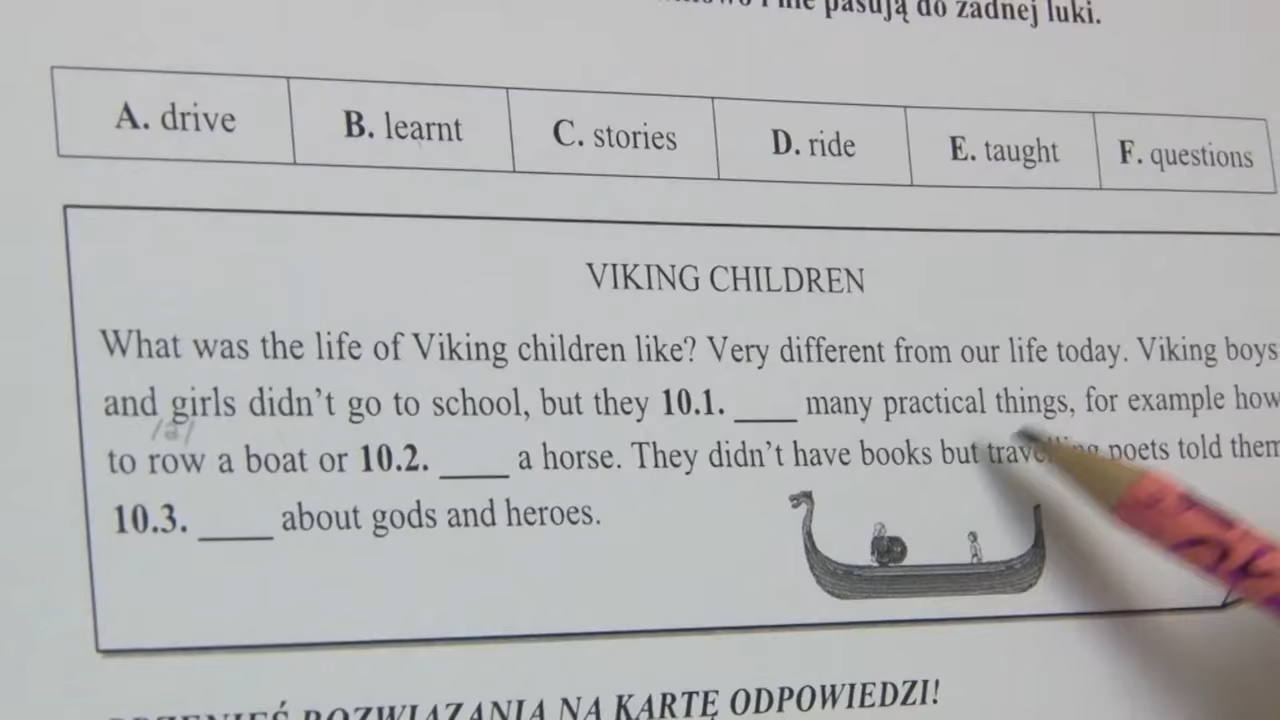 i nie pasują do żadnej luki.
A. drive B. learnt C. stories D. ride E. taught F. questions
VIKING CHILDREN
What was the life of Viking children like? Very different from our life today. Viking boys
and girls didn't go to school, but they 10.1. ____ many practical things, for example how
/ə/
to row a boat or 10.2. ____ a horse. They didn't have books but travelling poets told them
10.3. ____ about gods and heroes.
ROZWIĄZANIA NA KARTĘ ODPOWIEDZI!